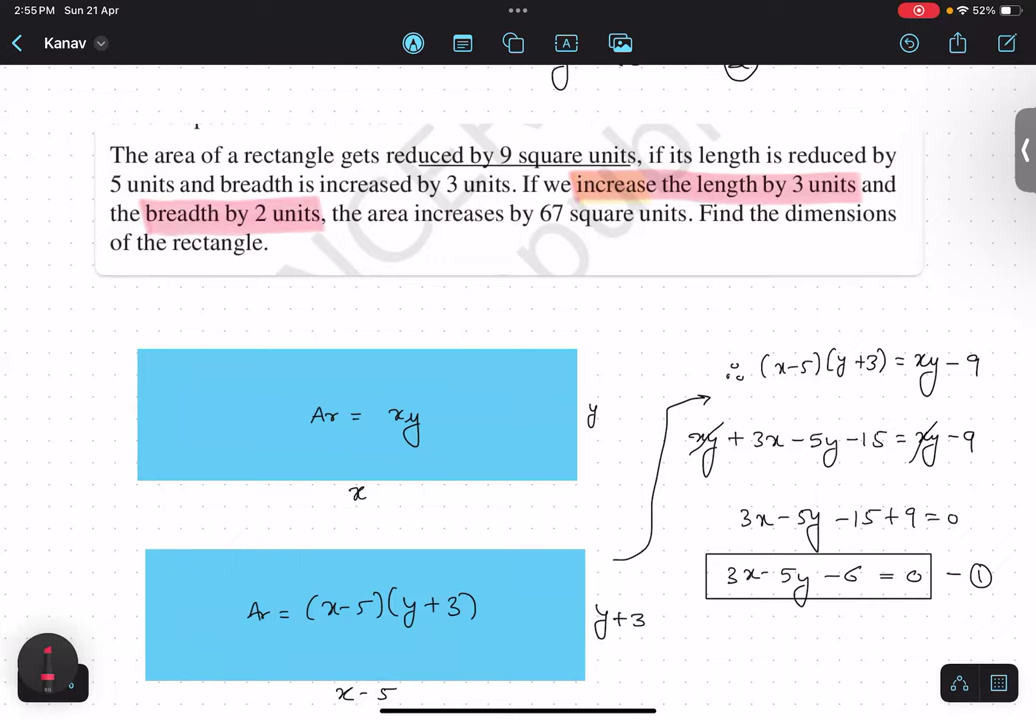 2:55 PM Sun 21 Apr
52%
Kanav
A
The area of a rectangle gets reduced by 9 square units, if its length is reduced by
5 units and breadth is increased by 3 units. If we increase the length by 3 units and
the breadth by 2 units, the area increases by 67 square units. Find the dimensions
of the rectangle.
Ar = xy
y
x
∴ (x-5)(y+3) = xy - 9
xy + 3x - 5y - 15 = xy - 9
3x - 5y - 15 + 9 = 0
3x - 5y - 6 = 0 - ①
Ar = (x-5)(y+3)
y+3
x - 5